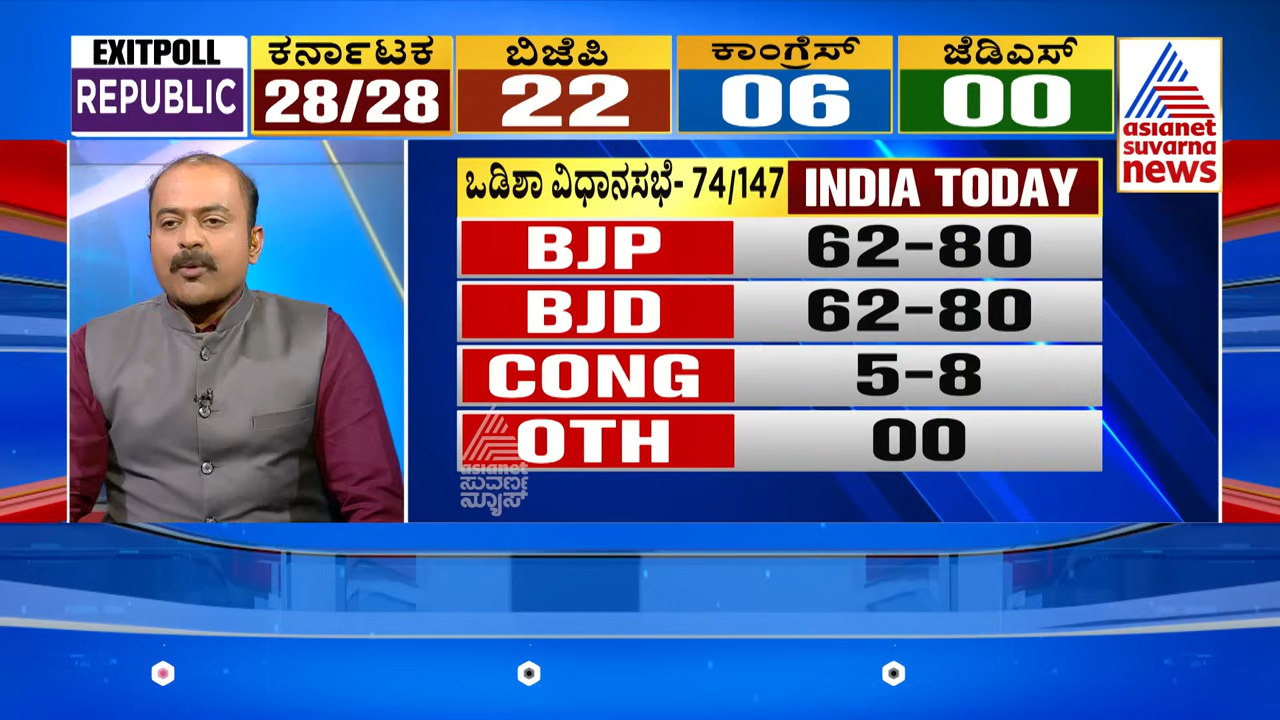 EXITPOLL
REPUBLIC
ಕರ್ನಾಟಕ
28/28
ಬಿಜೆಪಿ
22
ಕಾಂಗ್ರೆಸ್
06
ಜೆಡಿಎಸ್
00
asianet
suvarna
news
ಒಡಿಶಾ ವಿಧಾನಸಭೆ- 74/147 INDIA TODAY
BJP 62-80
BJD 62-80
CONG 5-8
OTH 00
asianet
ಸುವರ್ಣ
ನ್ಯೂಸ್